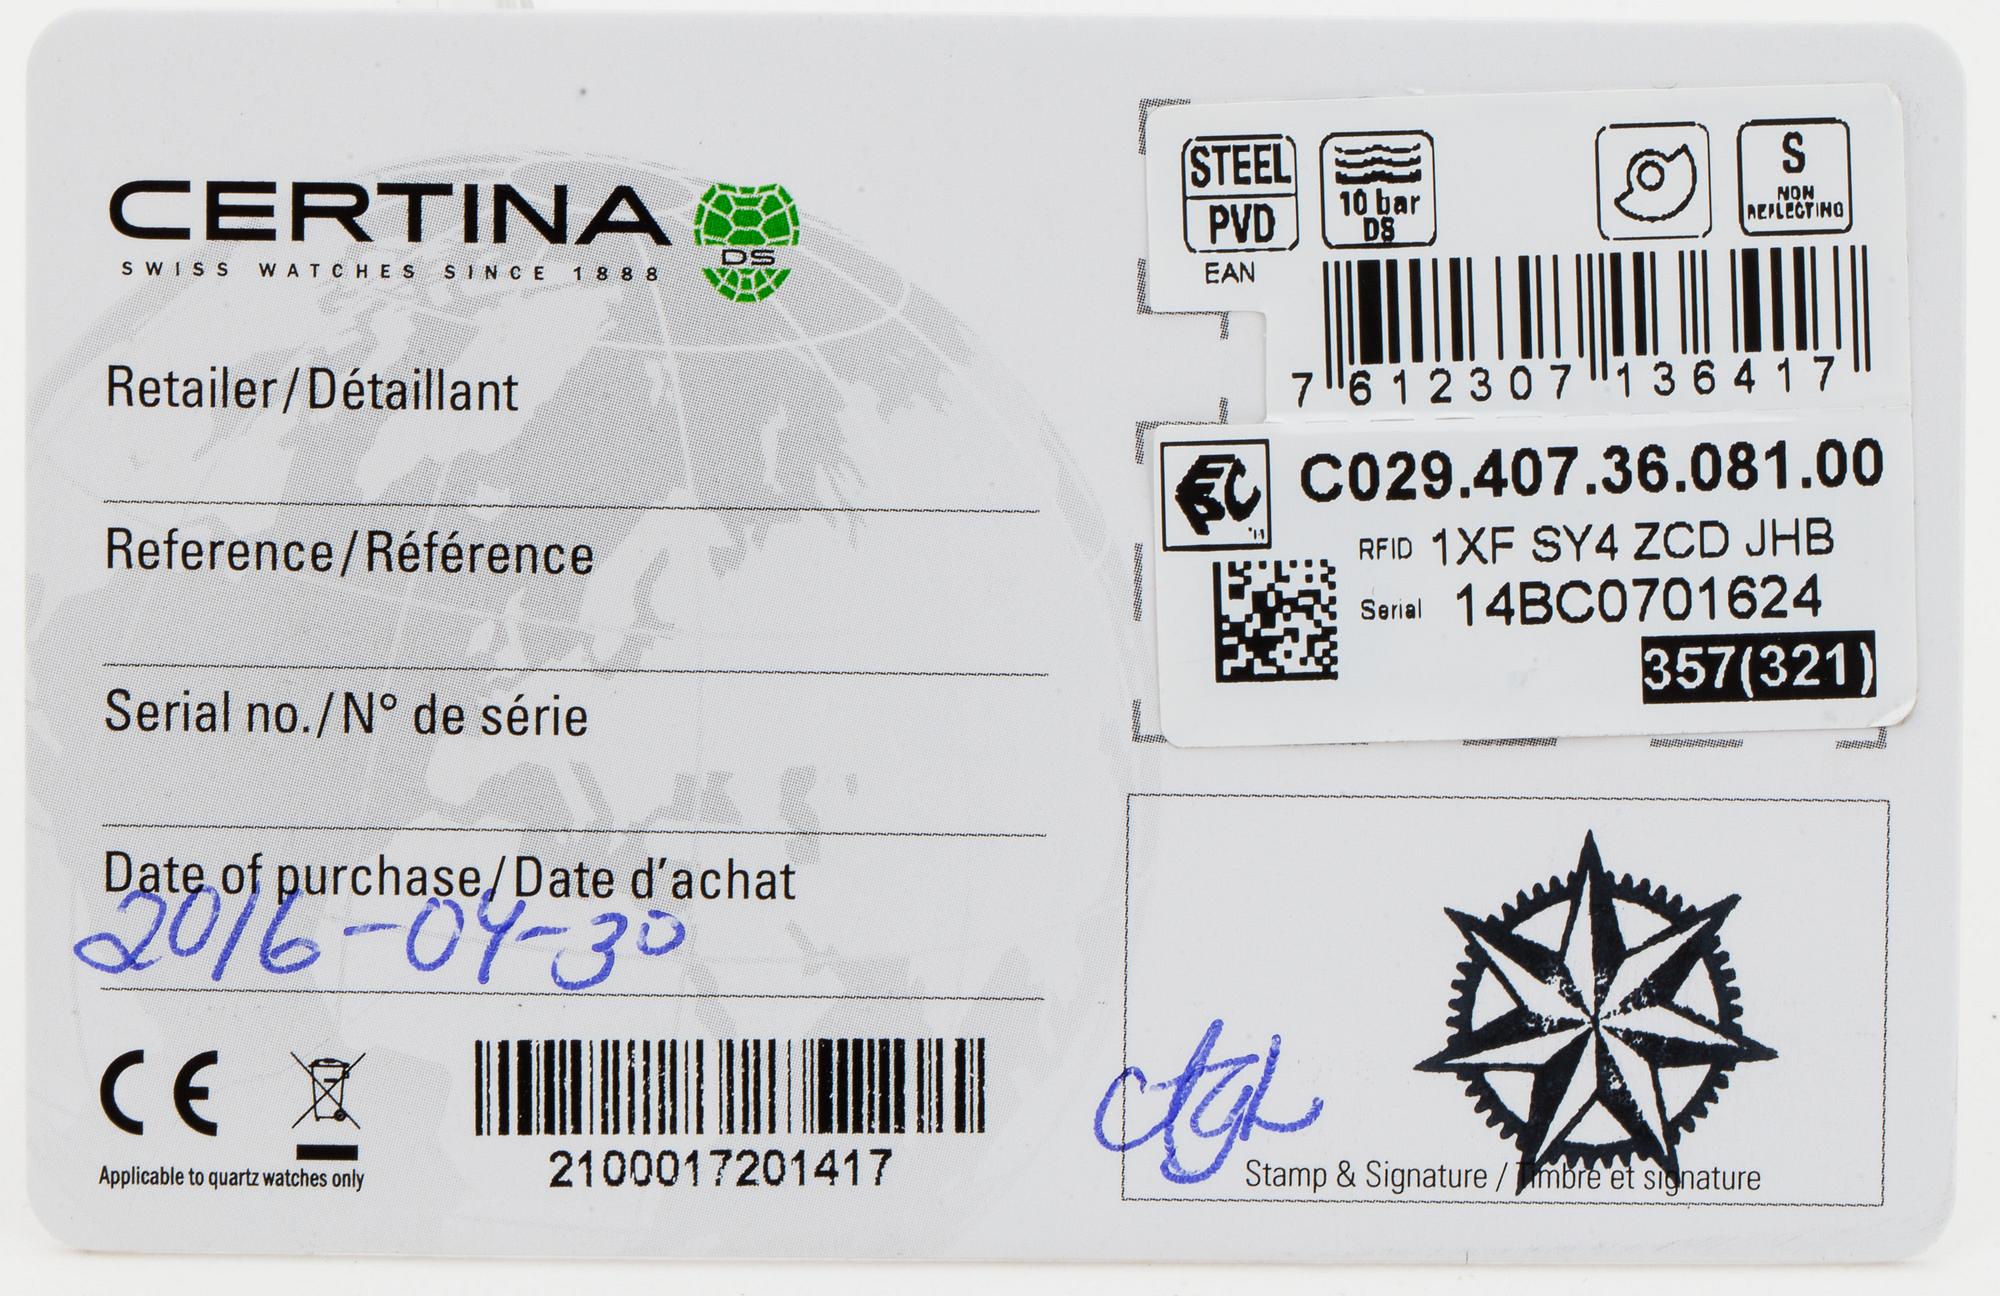 CERTINA
SWISS WATCHES SINCE 1888
DS
Retailer/Détaillant
Reference/Référence
Serial no./N° de série
Date of purchase/Date d'achat
2016-04-30
CE
Applicable to quartz watches only
2100017201417
STEEL
PVD
10 bar
DS
S
NON
REFLECTING
EAN
7 612307 136417
C029.407.36.081.00
RFID 1XF SY4 ZCD JHB
Serial 14BC0701624
357(321)
Stamp & Signature / Timbre et signature